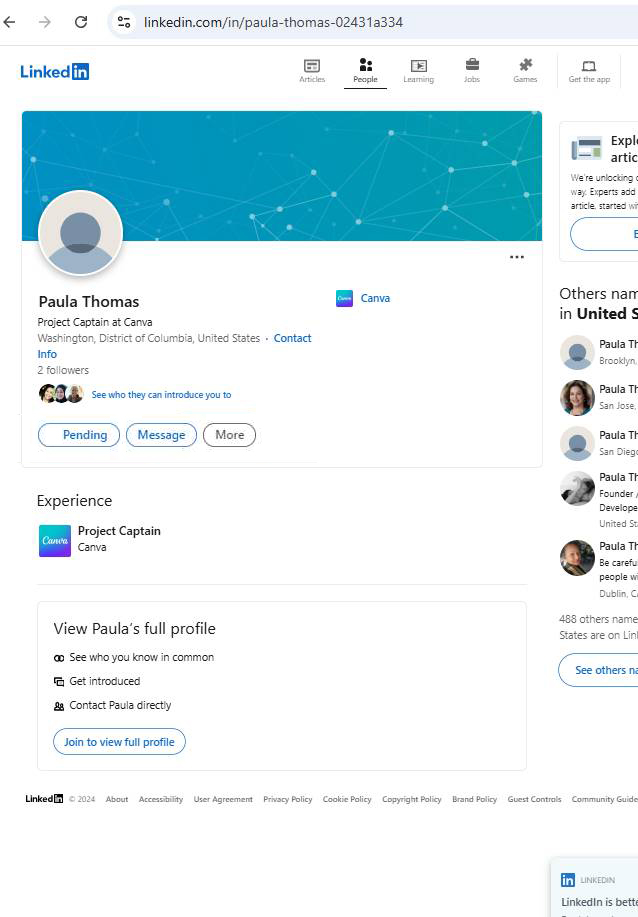 linkedin.com/in/paula-thomas-02431a334
Linked in
Articles People Learning Jobs Games Get the app
Paula Thomas
Project Captain at Canva
Washington, District of Columbia, United States · Contact
Info
2 followers
See who they can introduce you to
Canva Canva
Pending Message More
Experience
Canva
Project Captain
Canva
View Paula's full profile
See who you know in common
Get introduced
Contact Paula directly
Join to view full profile
Explo
artic
We're unlocking
way. Experts add
article, started
E
Others nam
in United S
Paula Th
Brooklyn,
Paula Th
San Jose,
Paula Th
San Dieg
Paula Th
Founder /
Develope
United St
Paula Th
Be carefu
people wi
Dublin, C
488 others name
States are on Lin
See others na
Linked in © 2024 About Accessibility User Agreement Privacy Policy Cookie Policy Copyright Policy Brand Policy Guest Controls Community Guide
in LINKEDIN
LinkedIn is bette